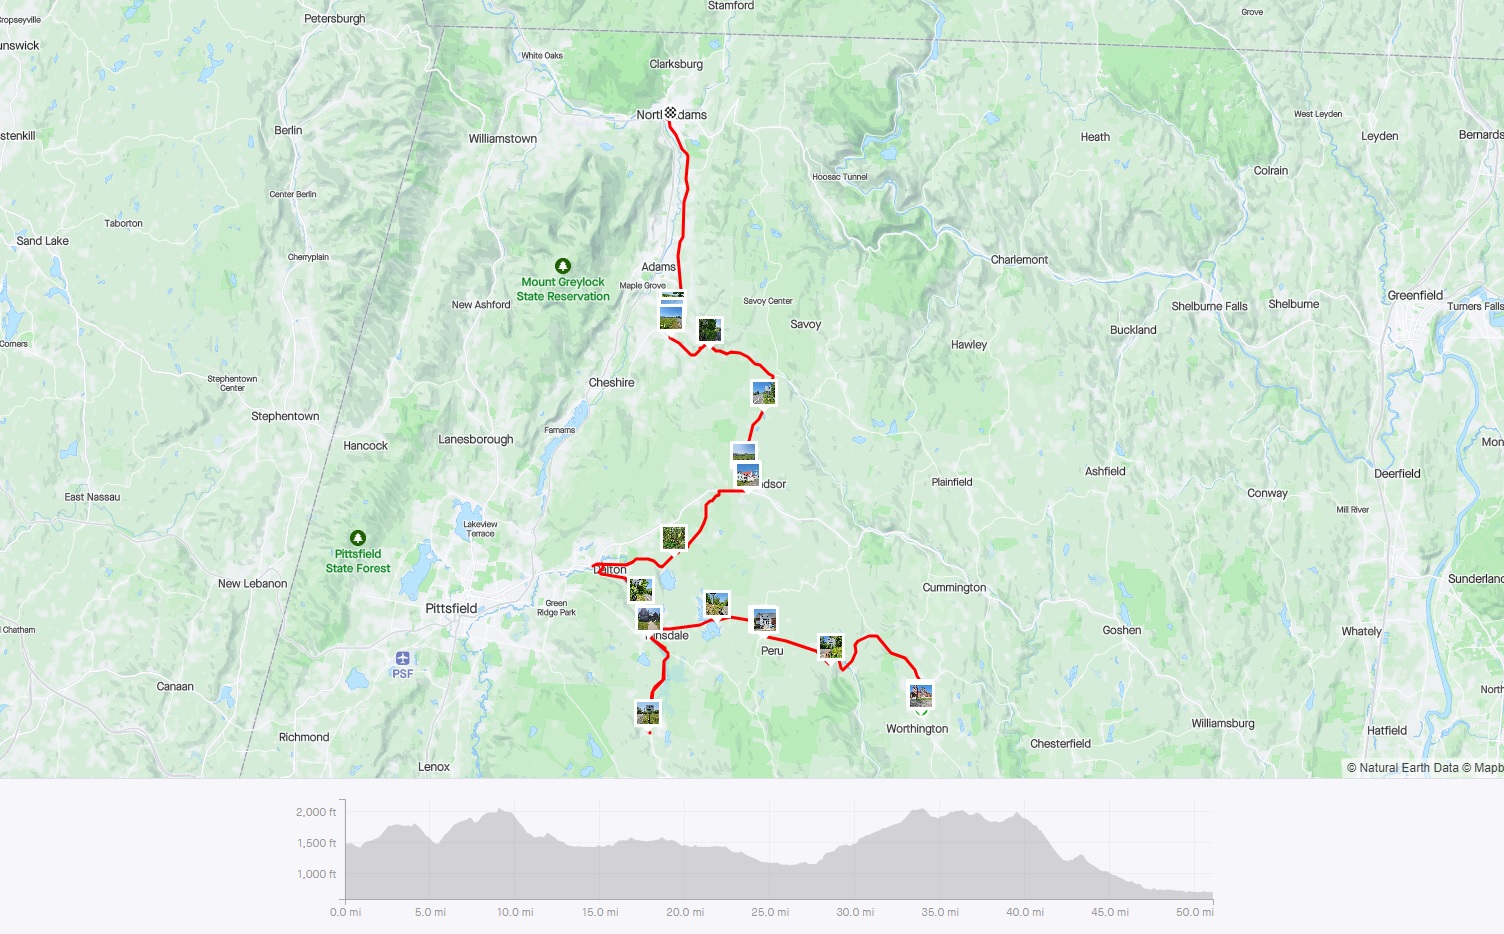 Stamford
Petersburgh
Grove
Cropseyville
unswick
White Oaks
Clarksburg
North Adams
West Leyden
stenkill
Berlin
Williamstown
Heath
Leyden
Bernards
Colrain
Hoosac Tunnel
Center Berlin
Taborton
Sand Lake
Cherryplain
Adams
Charlemont
Mount Greylock
State Reservation
Maple Grove
New Ashford
Savoy Center
Savoy
Shelburne Falls
Shelburne
Greenfield
Turners Falls
Buckland
Corners
Hawley
Stephentown
Center
Cheshire
Stephentown
Farnams
Hancock
Lanesborough
Mon
Ashfield
Deerfield
dsor
Plainfield
Conway
East Nassau
Mill River
Lakeview
Terrace
Pittsfield
State Forest
Dalton
New Lebanon
Cummington
Sunderland
Pittsfield
Green
Ridge Park
Chatham
insdale
Peru
Goshen
Whately
PSF
Canaan
North
Worthington
Williamsburg
Hatfield
Richmond
Chesterfield
Lenox
© Natural Earth Data © Mapb
2,000 ft
1,500 ft
1,000 ft
0.0 mi 5.0 mi 10.0 mi 15.0 mi 20.0 mi 25.0 mi 30.0 mi 35.0 mi 40.0 mi 45.0 mi 50.0 mi